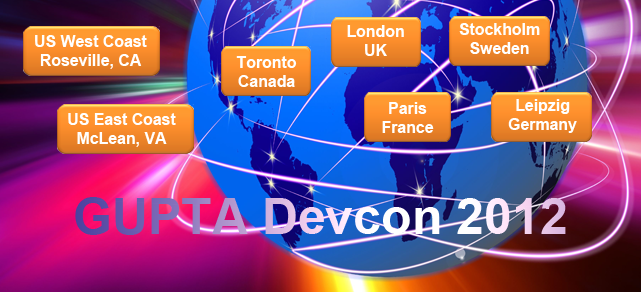 US West Coast
Roseville, CA
Toronto
Canada
London
UK
Stockholm
Sweden
US East Coast
McLean, VA
Paris
France
Leipzig
Germany
GUPTA Devcon 2012